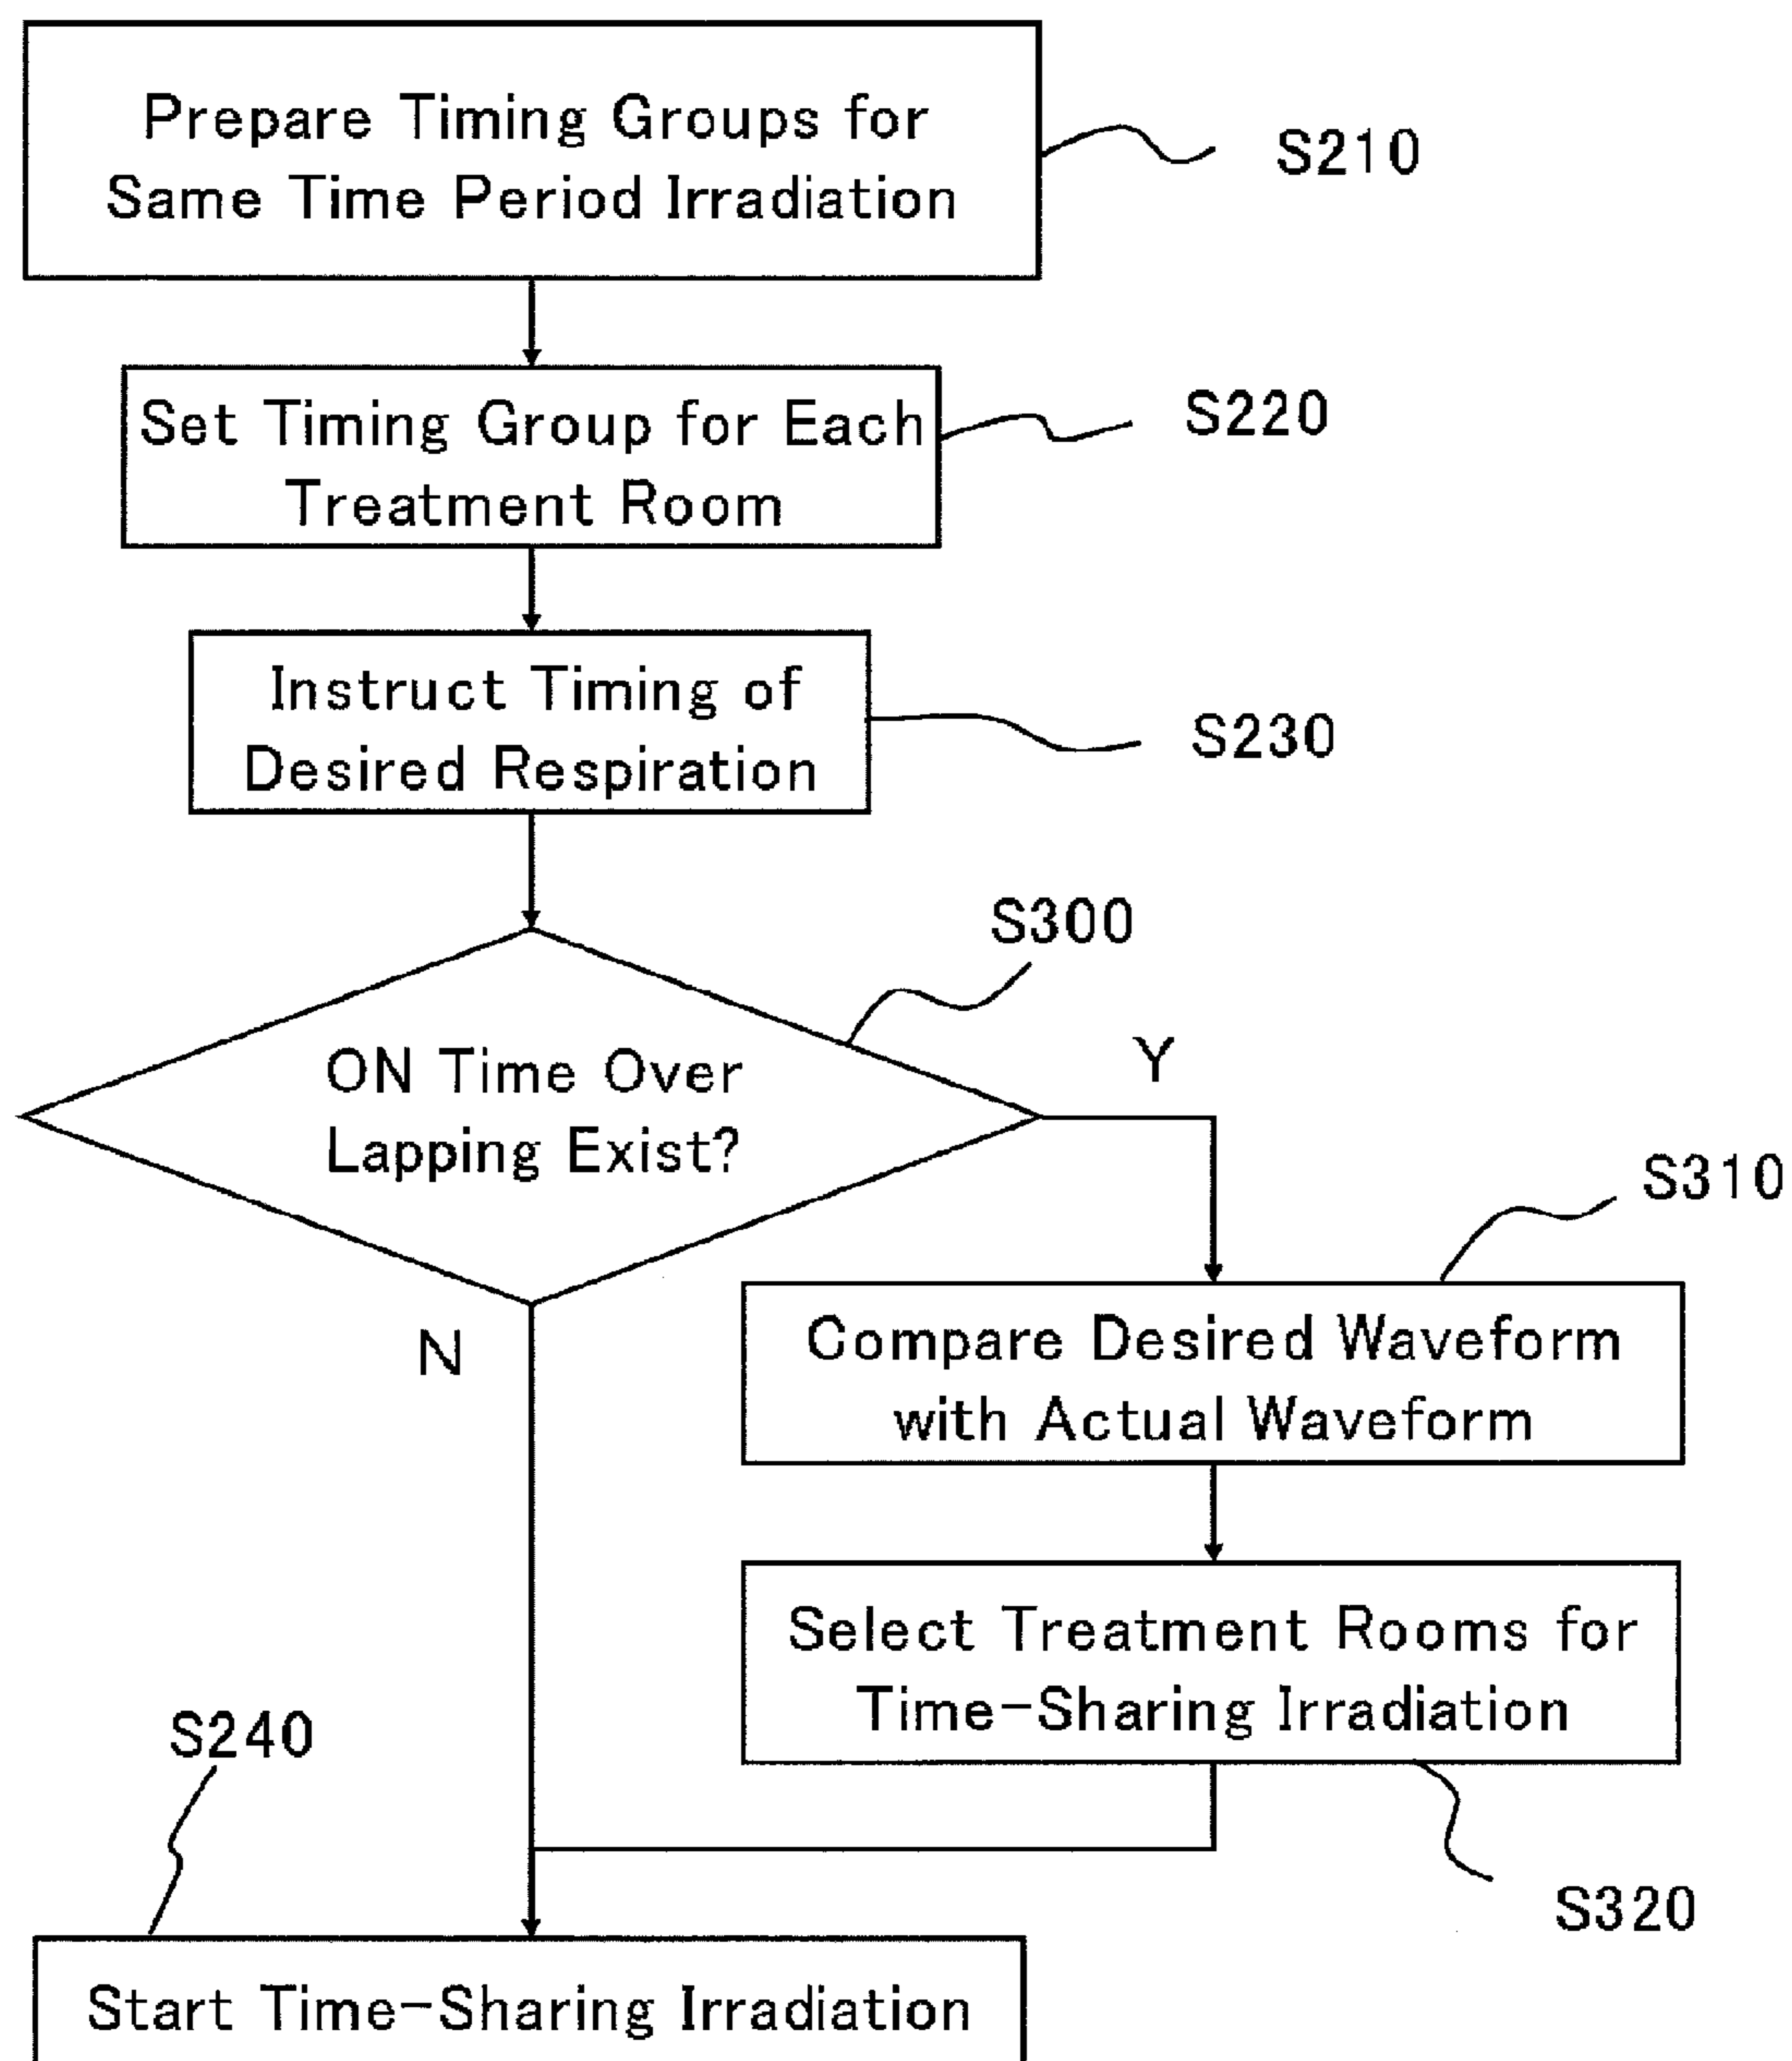 Prepare Timing Groups for
Same Time Period Irradiation
S210
Set Timing Group for Each
Treatment Room
S220
Instruct Timing of
Desired Respiration
S230
S300
ON Time Over
Lapping Exist?
Y
N
S310
Compare Desired Waveform
with Actual Waveform
Select Treatment Rooms for
Time-Sharing Irradiation
S320
S240
Start Time-Sharing Irradiation